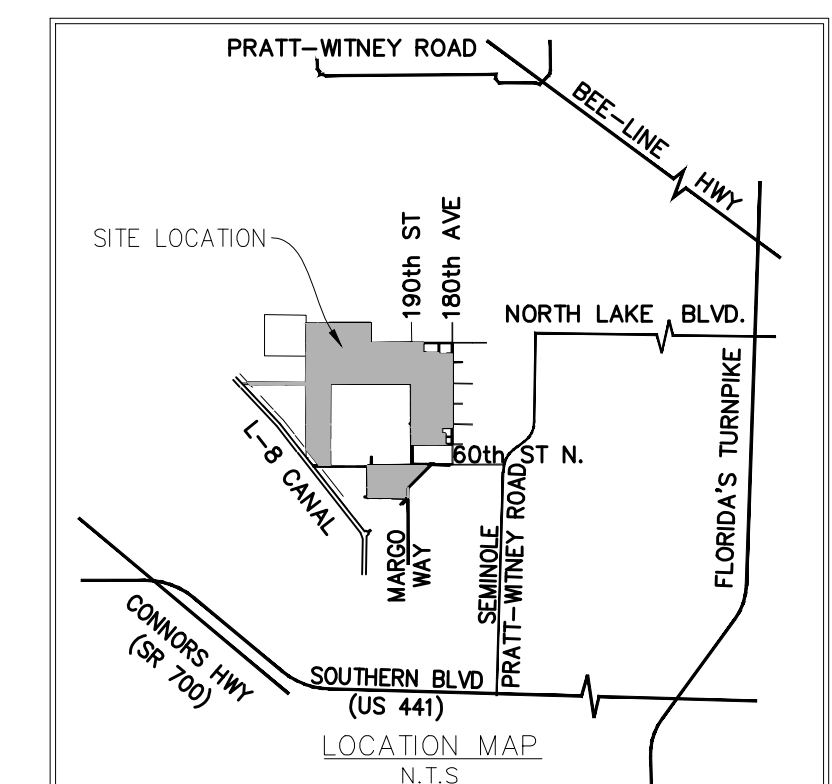 PRATT-WITNEY ROAD
BEE-LINE
HWY
SITE LOCATION
190th ST
180th AVE
NORTH LAKE BLVD.
FLORIDA'S TURNPIKE
L-8 CANAL
60th ST N.
MARGO
WAY
SEMINOLE
PRATT-WITNEY ROAD
CONNORS HWY
(SR 700)
SOUTHERN BLVD
(US 441)
LOCATION MAP
N.T.S